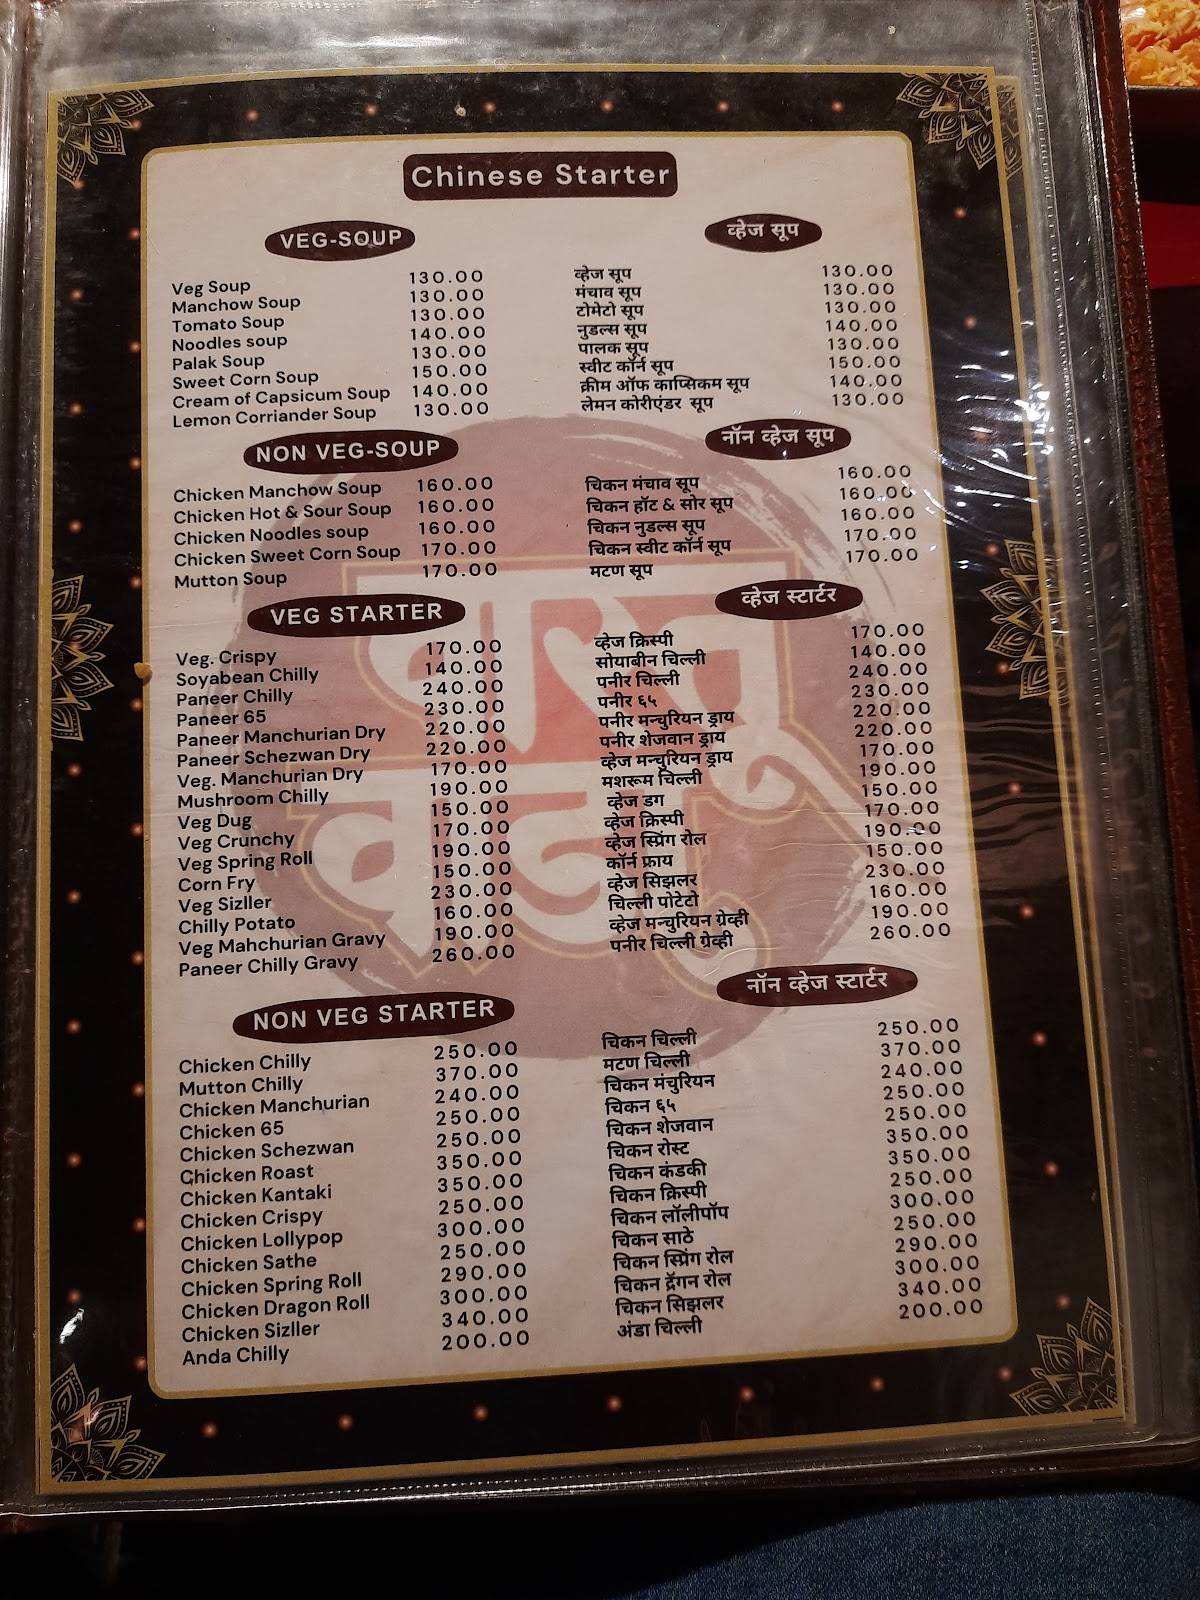 Chinese Starter
VEG-SOUP व्हेज सूप
Veg Soup 130.00 व्हेज सूप 130.00
Manchow Soup 130.00 मंचाव सूप 130.00
Tomato Soup 130.00 टोमेटो सूप 130.00
Noodles soup 140.00 नुडल्स सूप 140.00
Palak Soup 130.00 पालक सूप 130.00
Sweet Corn Soup 150.00 स्वीट कॉर्न सूप 150.00
Cream of Capsicum Soup 140.00 क्रीम ऑफ काप्सिकम सूप 140.00
Lemon Corriander Soup 130.00 लेमन कोरीएंडर सूप 130.00
NON VEG-SOUP नॉन व्हेज सूप
Chicken Manchow Soup 160.00 चिकन मंचाव सूप 160.00
Chicken Hot & Sour Soup 160.00 चिकन हॉट & सोर सूप 160.00
Chicken Noodles soup 160.00 चिकन नुडल्स सूप 160.00
Chicken Sweet Corn Soup 170.00 चिकन स्वीट कॉर्न सूप 170.00
Mutton Soup 170.00 मटण सूप 170.00
VEG STARTER व्हेज स्टार्टर
Veg. Crispy 170.00 व्हेज क्रिस्पी 170.00
Soyabean Chilly 140.00 सोयाबीन चिल्ली 140.00
Paneer Chilly 240.00 पनीर चिल्ली 240.00
Paneer 65 230.00 पनीर ६५ 230.00
Paneer Manchurian Dry 220.00 पनीर मन्चुरियन ड्राय 220.00
Paneer Schezwan Dry 220.00 पनीर शेजवान ड्राय 220.00
Veg. Manchurian Dry 170.00 व्हेज मन्चुरियन ड्राय 170.00
Mushroom Chilly 190.00 मशरूम चिल्ली 190.00
Veg Dug 150.00 व्हेज डग 150.00
Veg Crunchy 170.00 व्हेज क्रिस्पी 170.00
Veg Spring Roll 190.00 व्हेज स्प्रिंग रोल 190.00
Corn Fry 150.00 कॉर्न फ्राय 150.00
Veg Sizller 230.00 व्हेज सिझलर 230.00
Chilly Potato 160.00 चिल्ली पोटेटो 160.00
Veg Mahchurian Gravy 190.00 व्हेज मन्चुरियन ग्रेव्ही 190.00
Paneer Chilly Gravy 260.00 पनीर चिल्ली ग्रेव्ही 260.00
NON VEG STARTER नॉन व्हेज स्टार्टर
Chicken Chilly 250.00 चिकन चिल्ली 250.00
Mutton Chilly 370.00 मटण चिल्ली 370.00
Chicken Manchurian 240.00 चिकन मंचुरियन 240.00
Chicken 65 250.00 चिकन ६५ 250.00
Chicken Schezwan 250.00 चिकन शेजवान 250.00
Chicken Roast 350.00 चिकन रोस्ट 350.00
Chicken Kantaki 350.00 चिकन कंडकी 350.00
Chicken Crispy 250.00 चिकन क्रिस्पी 250.00
Chicken Lollypop 300.00 चिकन लॉलीपॉप 300.00
Chicken Sathe 250.00 चिकन साठे 250.00
Chicken Spring Roll 290.00 चिकन स्प्रिंग रोल 290.00
Chicken Dragon Roll 300.00 चिकन ड्रॅगन रोल 300.00
Chicken Sizller 340.00 चिकन सिझलर 340.00
Anda Chilly 200.00 अंडा चिल्ली 200.00